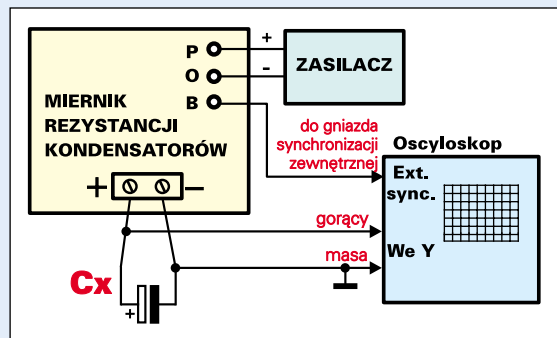 P
O
B
+
-
ZASILACZ
MIERNIK
REZYSTANCJI
KONDENSATORÓW
+
–
do gniazda
synchronizacji
zewnętrznej
Oscyloskop
Ext.
sync.
gorący
We Y
masa
Cx
+